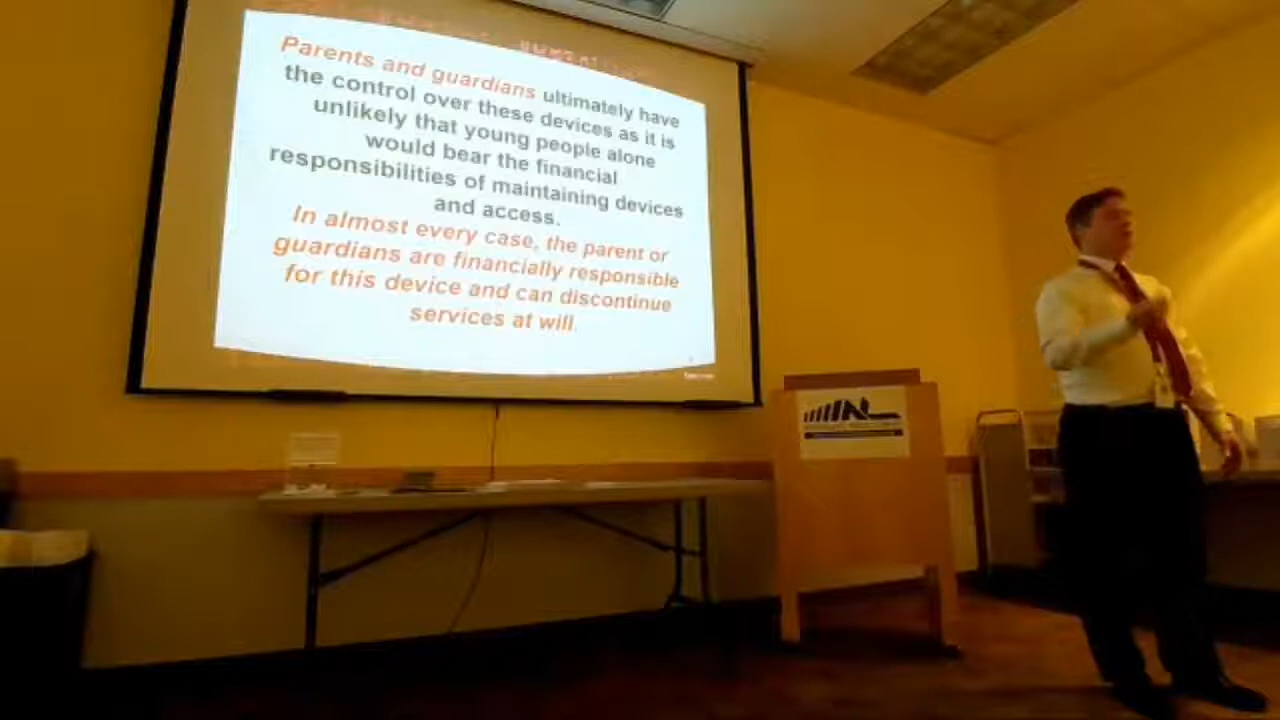 Parents and guardians ultimately have
the control over these devices as it is
unlikely that young people alone
would bear the financial
responsibilities of maintaining devices
and access.
In almost every case, the parent or
guardians are financially responsible
for this device and can discontinue
services at will.